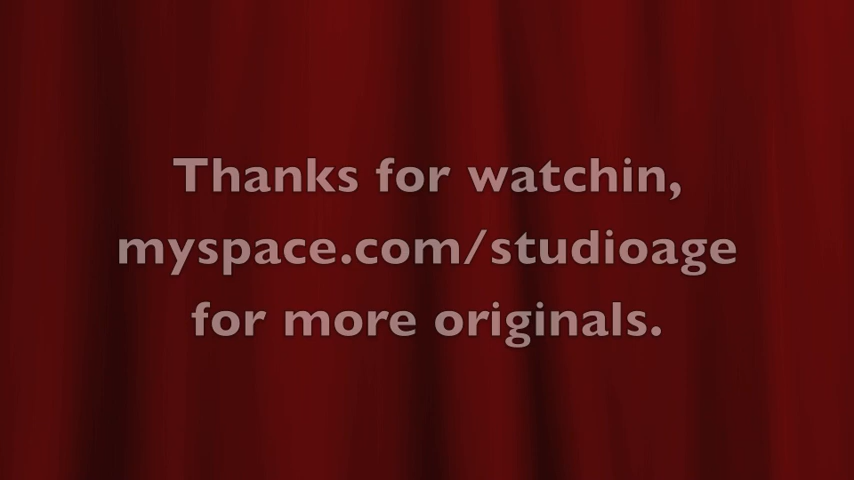 Thanks for watchin,
myspace.com/studioage
for more originals.